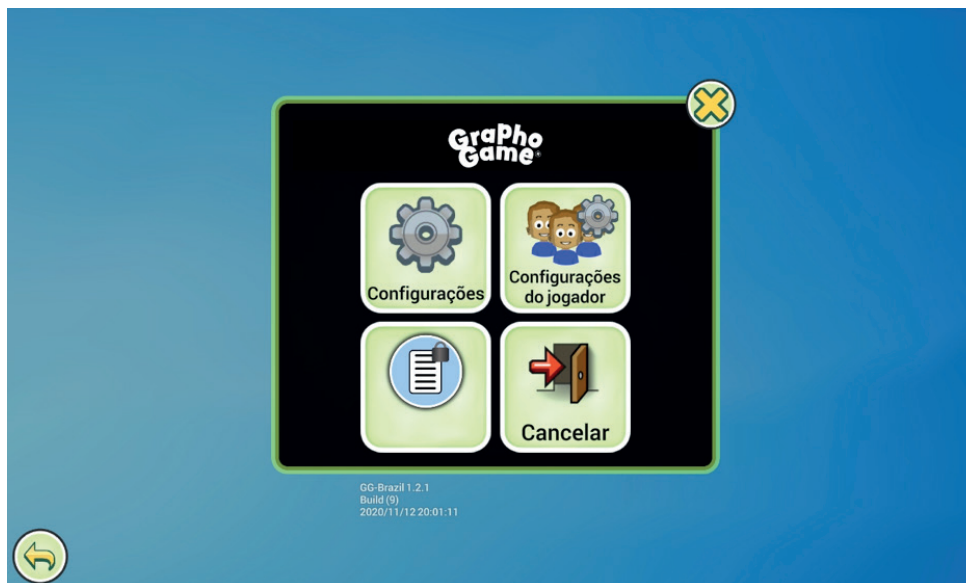 GraPho
Game
Configurações
Configurações
do jogador
Cancelar
GG-Brazil 1.2.1
Build (9)
2020/11/12 20:01:11